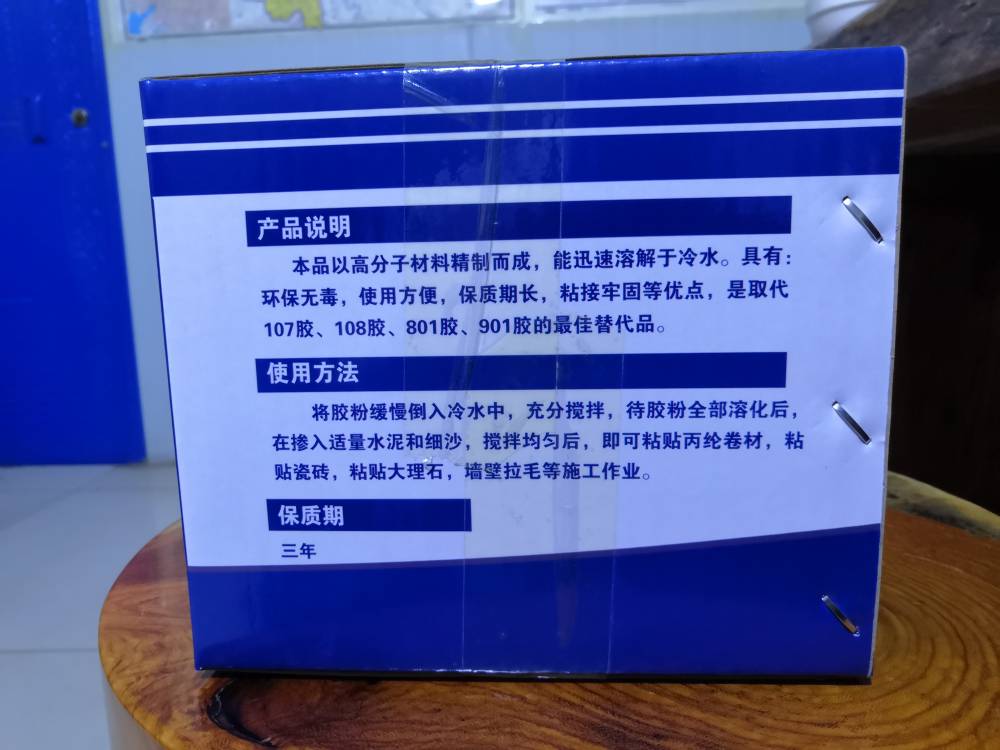 产品说明
本品以高分子材料精制而成，能迅速溶解于冷水。具有：
环保无毒，使用方便，保质期长，粘接牢固等优点，是取代
107胶、108胶、801胶、901胶的最佳替代品。
使用方法
将胶粉缓慢倒入冷水中，充分搅拌，待胶粉全部溶化后，
在掺入适量水泥和细沙，搅拌均匀后，即可粘贴丙纶卷材，粘
贴瓷砖，粘贴大理石，墙壁拉毛等施工作业。
保质期
三年